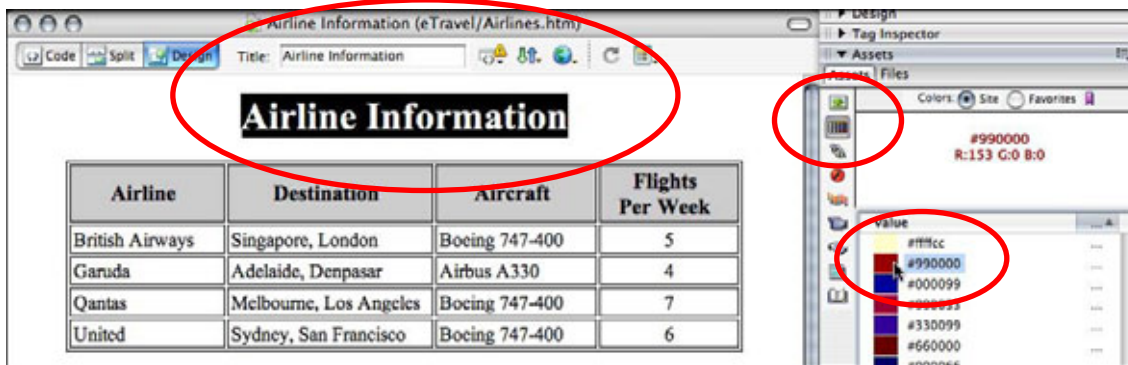 Airline Information (eTravel/Airlines.htm)
Code Split Design Title: Airline Information
Airline Information
Airline Destination Aircraft Flights Per Week
British Airways Singapore, London Boeing 747-400 5
Garuda Adelaide, Denpasar Airbus A330 4
Qantas Melbourne, Los Angeles Boeing 747-400 7
United Sydney, San Francisco Boeing 747-400 6
Design
Tag Inspector
Assets
Assets Files
Colors: Site Favorites
#990000
R:153 G:0 B:0
Value
#ffffcc
#990000
#000099
#330099
#660000